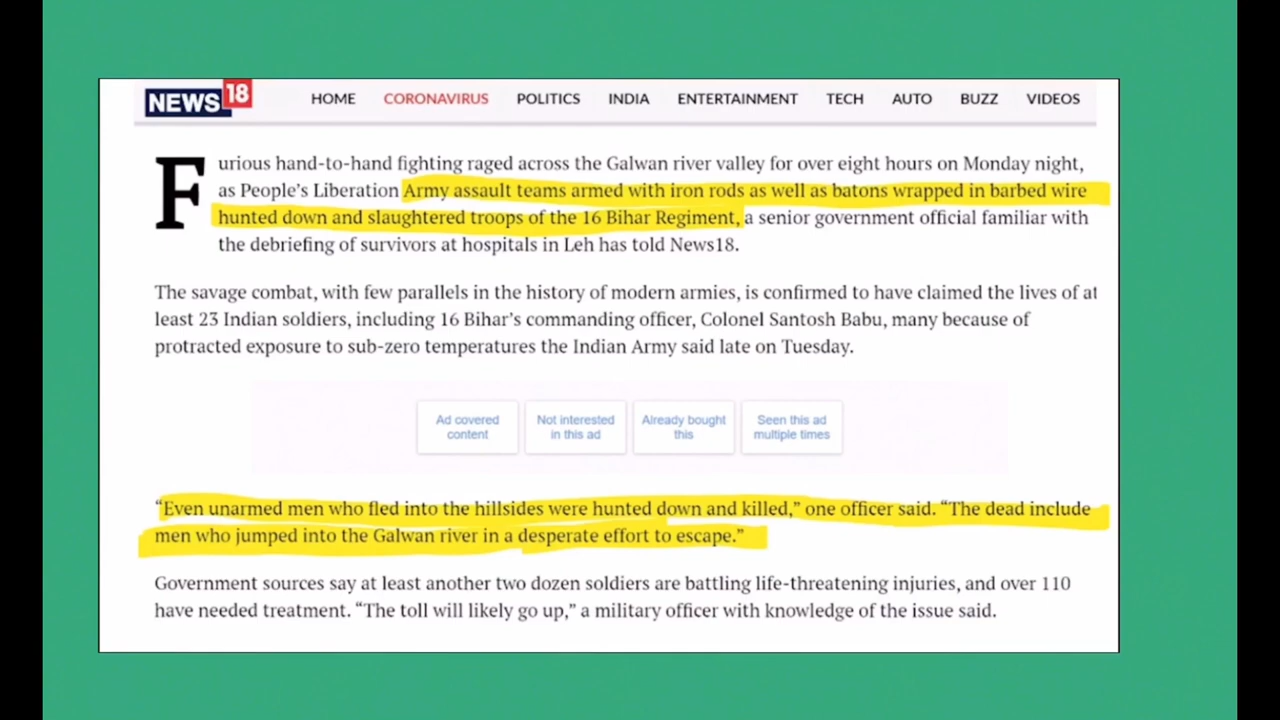 NEWS 18 HOME CORONAVIRUS POLITICS INDIA ENTERTAINMENT TECH AUTO BUZZ VIDEOS
Furious hand-to-hand fighting raged across the Galwan river valley for over eight hours on Monday night,
as People's Liberation Army assault teams armed with iron rods as well as batons wrapped in barbed wire
hunted down and slaughtered troops of the 16 Bihar Regiment, a senior government official familiar with
the debriefing of survivors at hospitals in Leh has told News18.
The savage combat, with few parallels in the history of modern armies, is confirmed to have claimed the lives of at
least 23 Indian soldiers, including 16 Bihar's commanding officer, Colonel Santosh Babu, many because of
protracted exposure to sub-zero temperatures the Indian Army said late on Tuesday.
Ad covered Not interested Already bought Seen this ad
content in this ad this multiple times
“Even unarmed men who fled into the hillsides were hunted down and killed,” one officer said. “The dead include
men who jumped into the Galwan river in a desperate effort to escape.”
Government sources say at least another two dozen soldiers are battling life-threatening injuries, and over 110
have needed treatment. “The toll will likely go up,” a military officer with knowledge of the issue said.